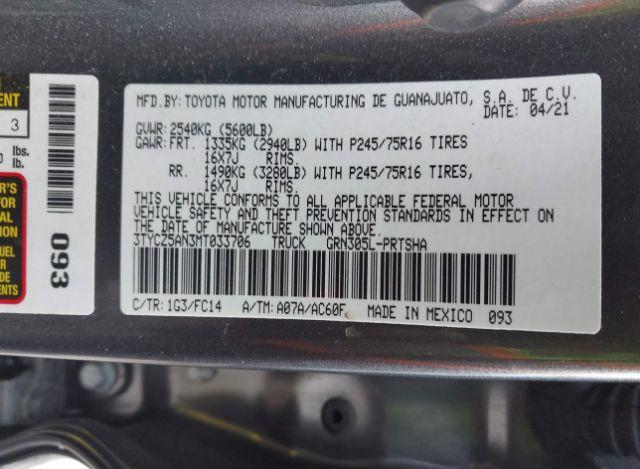 MFD.BY:TOYOTA MOTOR MANUFACTURING DE GUANAJUATO, S.A. DE C.V.
DATE: 04/21
GVWR:2540KG (5600LB)
GAWR:FRT. 1335KG (2940LB) WITH P245/75R16 TIRES
16X7J RIMS.
RR. 1490KG (3280LB) WITH P245/75R16 TIRES,
16X7J RIMS.
THIS VEHICLE CONFORMS TO ALL APPLICABLE FEDERAL MOTOR
VEHICLE SAFETY AND THEFT PREVENTION STANDARDS IN EFFECT ON
THE DATE OF MANUFACTURE SHOWN ABOVE.
3TYCZ5AN3MT033706 TRUCK GRN305L-PRTSHA
C/TR:1G3/FC14 A/TM:A07A/AC60F MADE IN MEXICO 093
3
lbs.
lb.
093